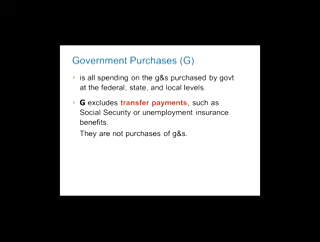 Government Purchases (G)
is all spending on the g&s purchased by govt
at the federal, state, and local levels.
G excludes transfer payments, such as
Social Security or unemployment insurance
benefits.
They are not purchases of g&s.